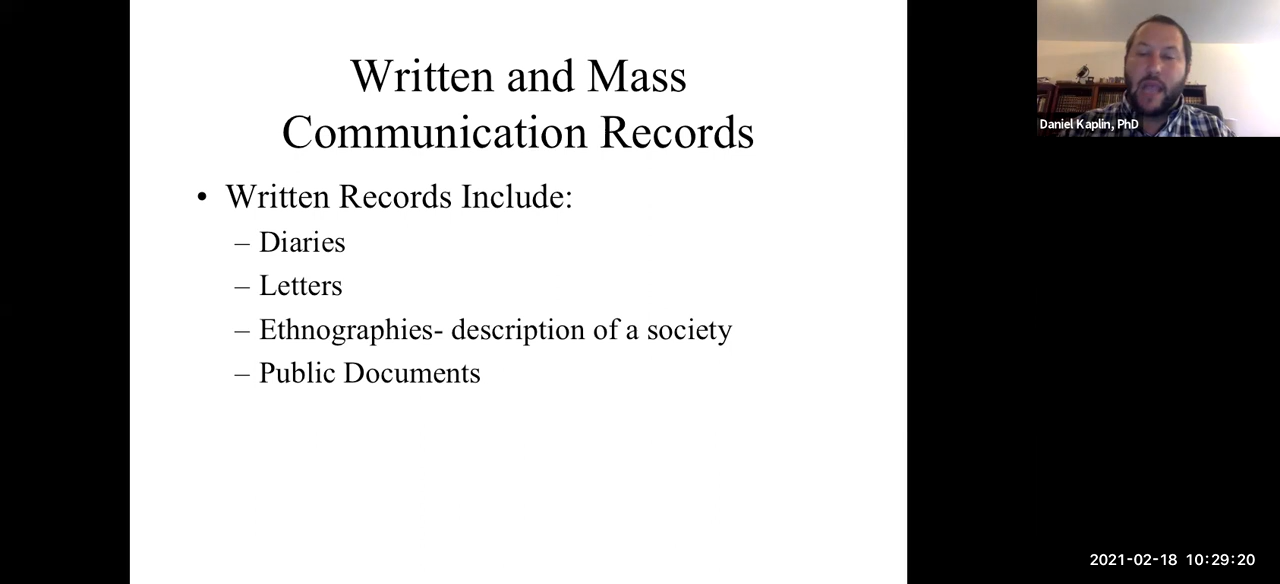 Written and Mass
Communication Records
• Written Records Include:
– Diaries
– Letters
– Ethnographies- description of a society
– Public Documents
Daniel Kaplin, PhD
2021-02-18 10:29:20